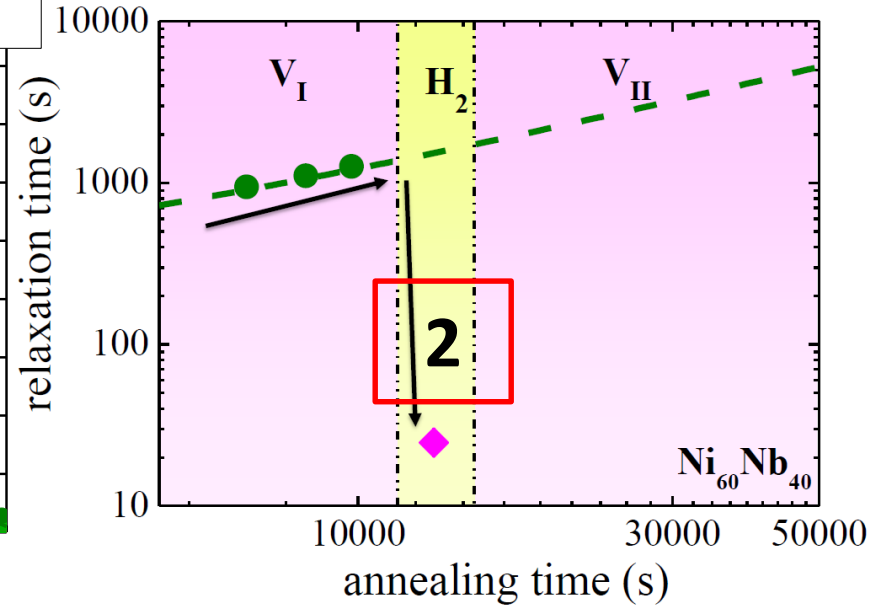 10000
V_I
H_2
V_II
1000
relaxation time (s)
100
2
Ni_60Nb_40
10
10000
30000
50000
annealing time (s)